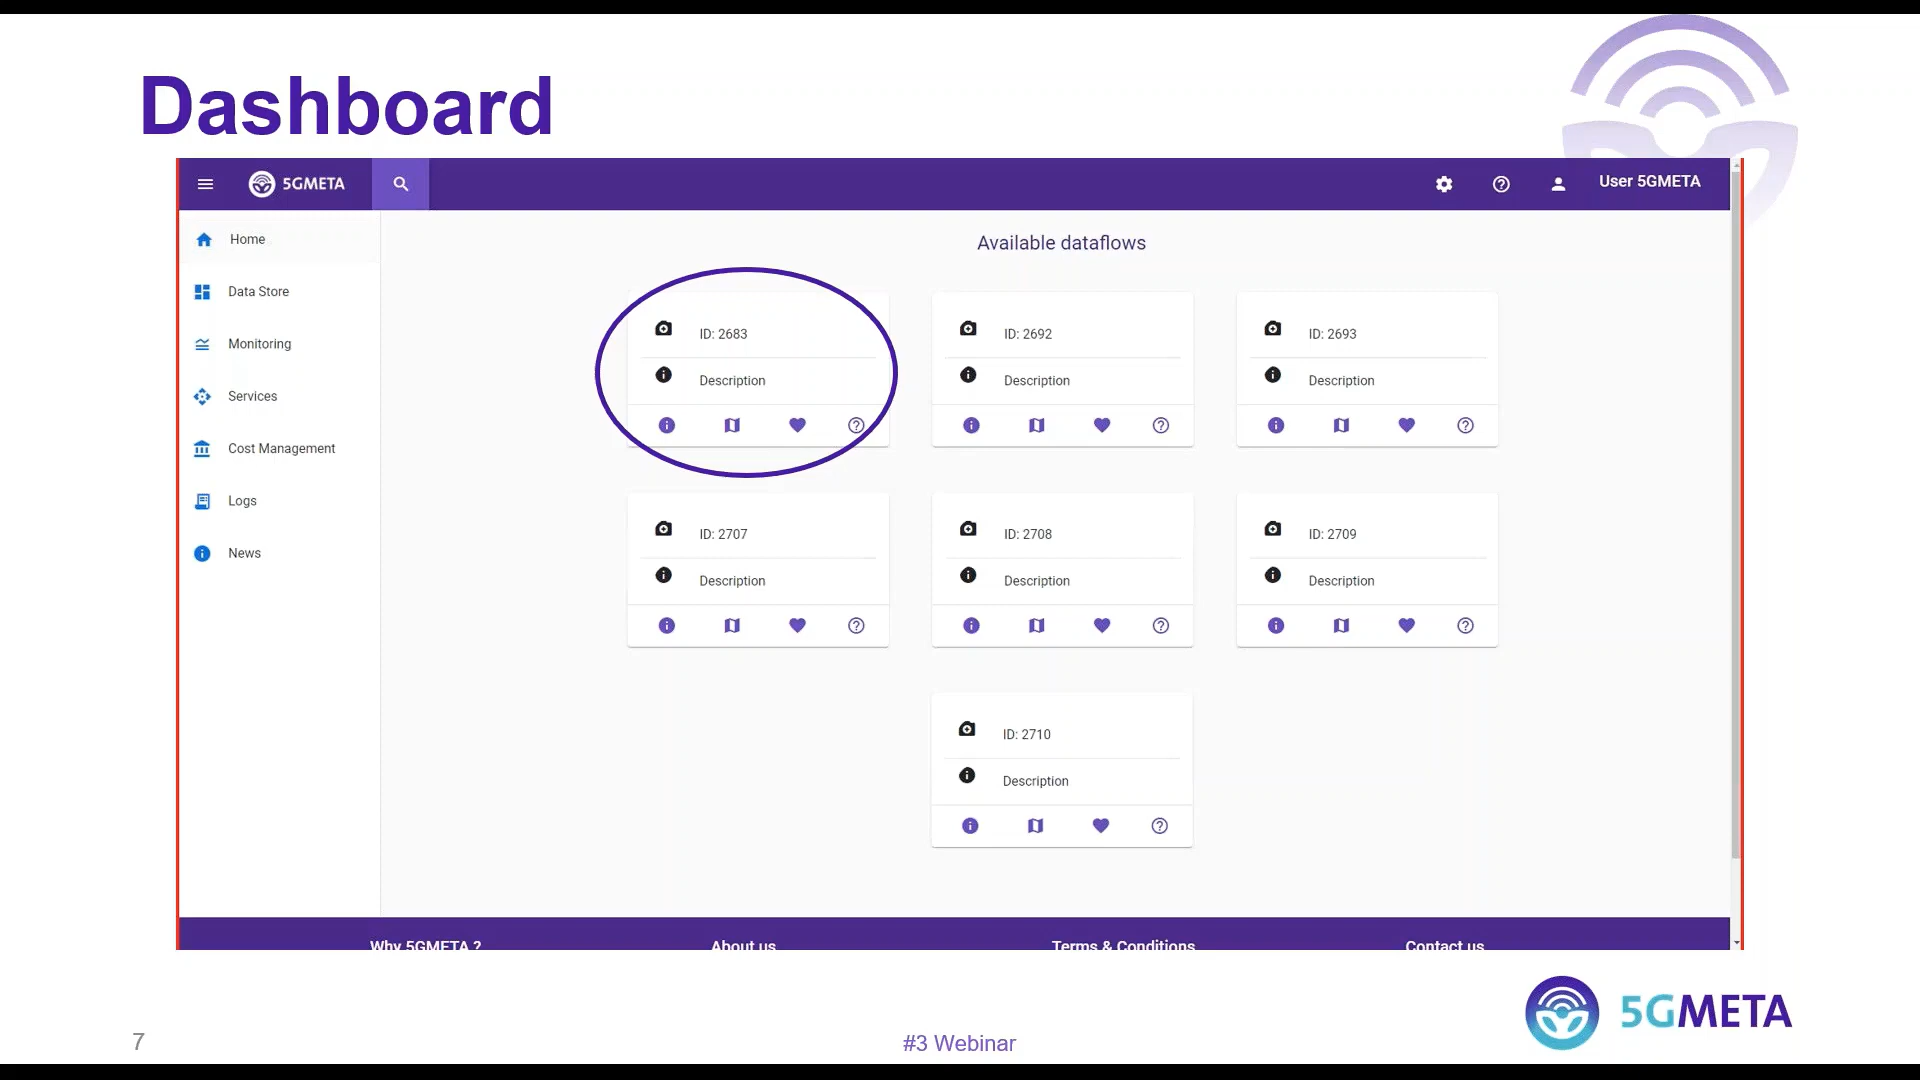 Dashboard
5GMETA
User 5GMETA
Home
Data Store
Monitoring
Services
Cost Management
Logs
News
Available dataflows
ID: 2683
Description
ID: 2692
Description
ID: 2693
Description
ID: 2707
Description
ID: 2708
Description
ID: 2709
Description
ID: 2710
Description
Why 5GMETA ?
About us
Terms & Conditions
Contact us
7
#3 Webinar
5GMETA